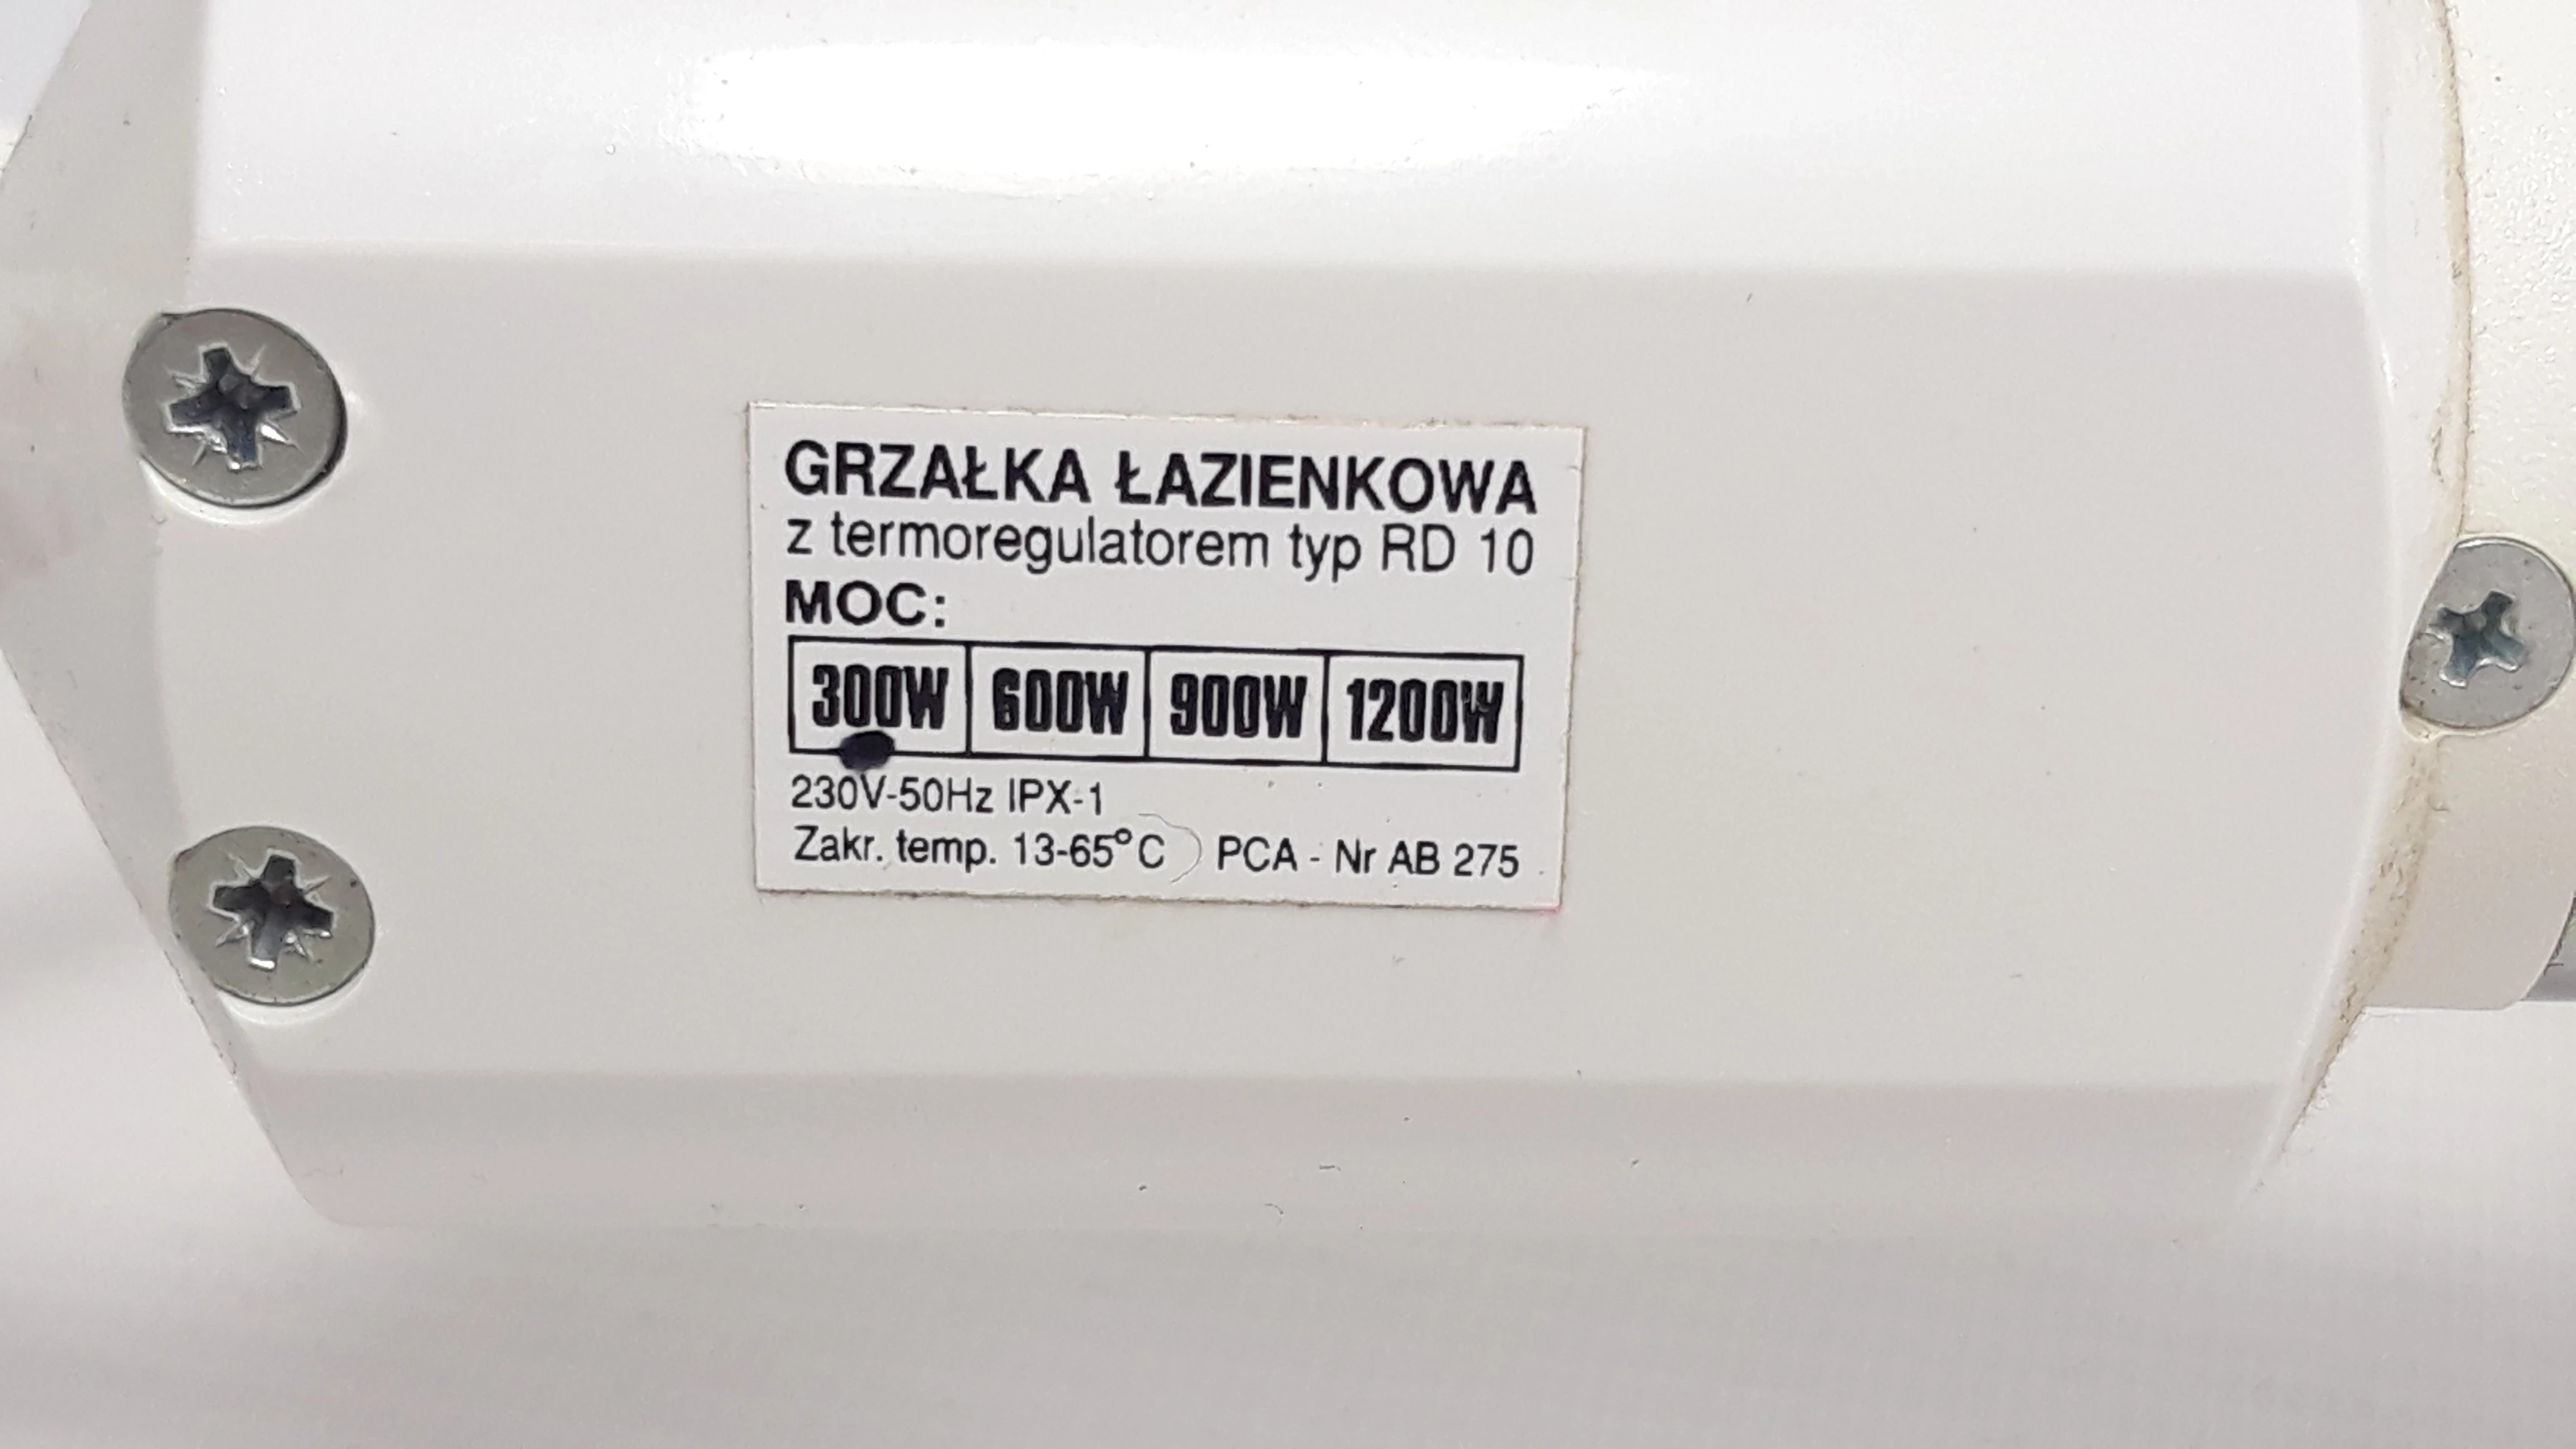 GRZAŁKA ŁAZIENKOWA
z termoregulatorem typ RD 10
MOC:
300W 600W 900W 1200W
230V-50Hz IPX-1
Zakr. temp. 13-65°C PCA - Nr AB 275